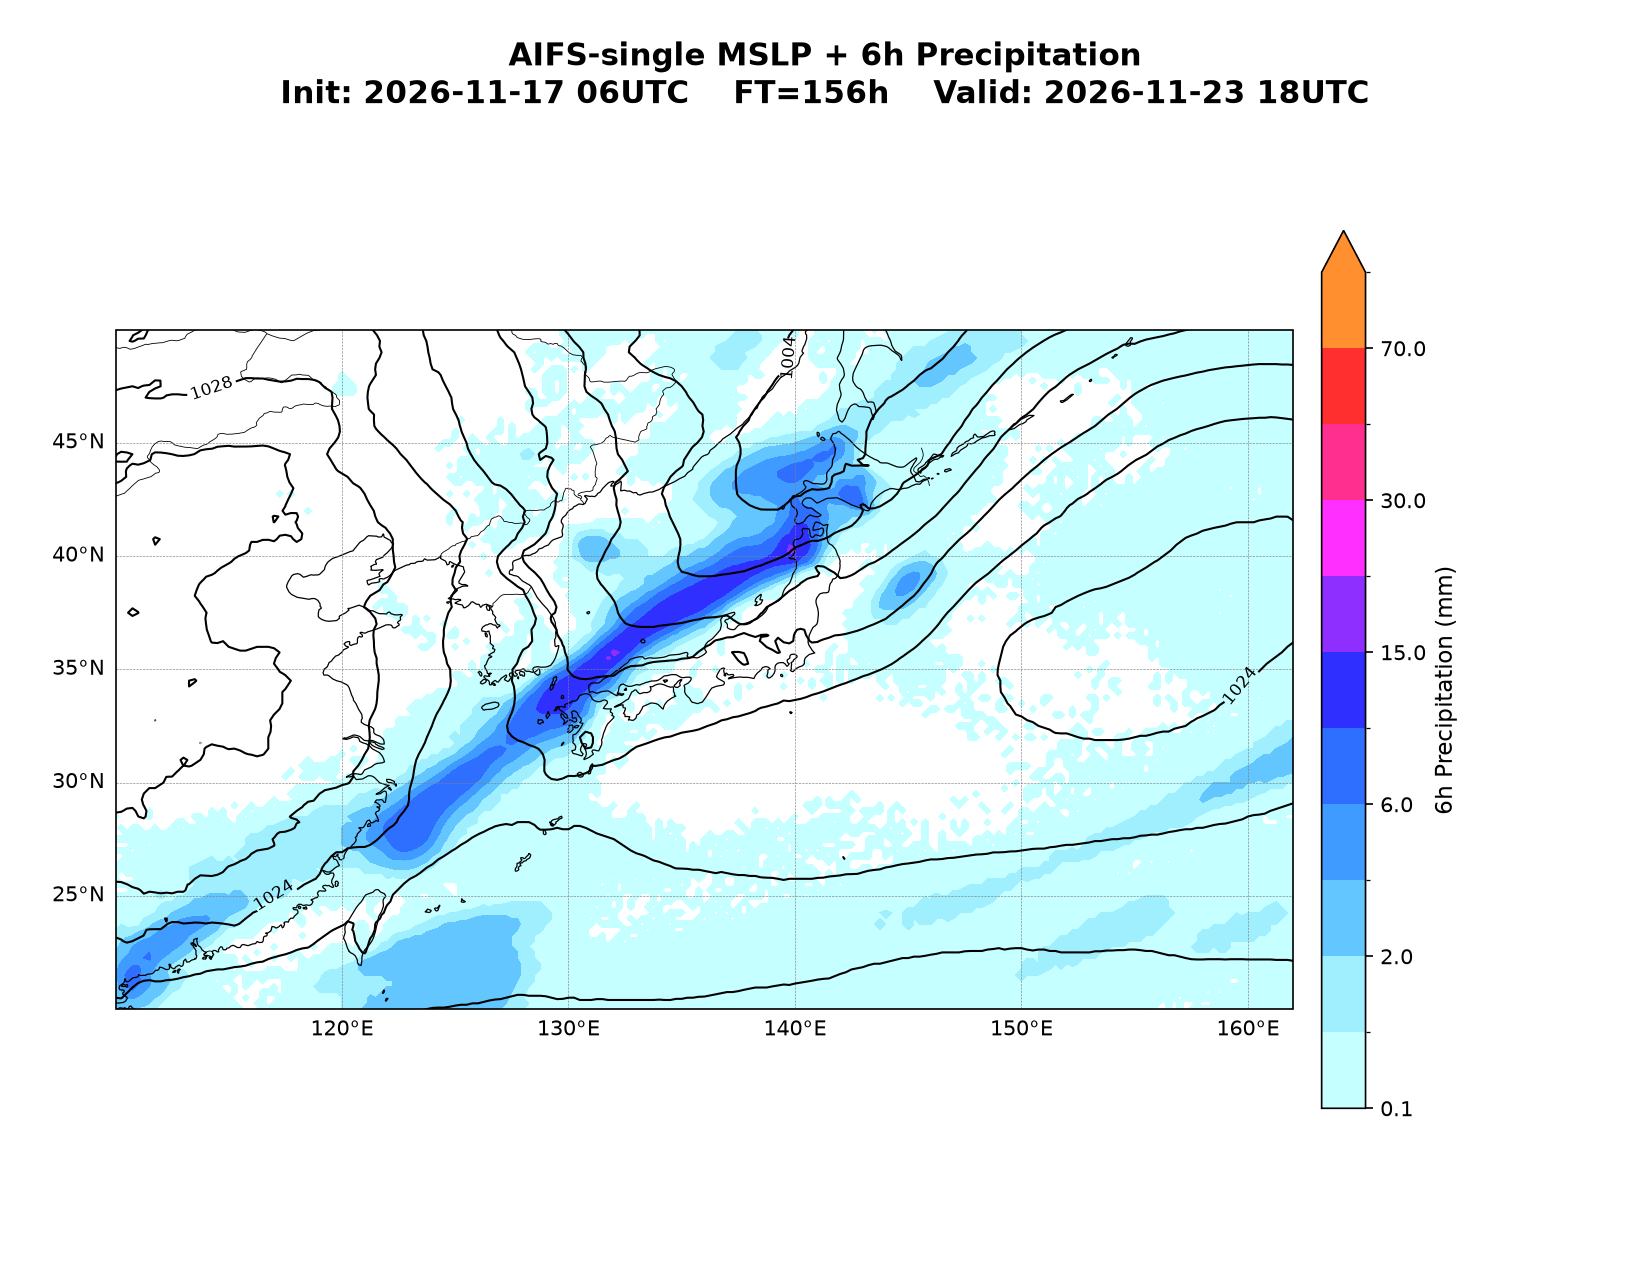 AIFS-single MSLP + 6h Precipitation
Init: 2026-11-17 06UTC    FT=156h    Valid: 2026-11-23 18UTC
70.0
30.0
15.0
6.0
2.0
0.1
6h Precipitation (mm)
45°N
40°N
35°N
30°N
25°N
120°E
130°E
140°E
150°E
160°E
1028
1004
1024
1024